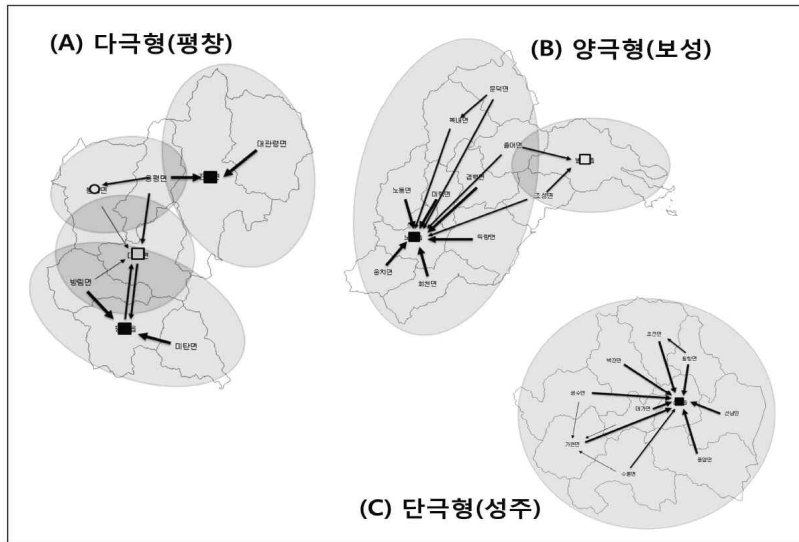 (A) 다극형(평창)
(B) 양극형(보성)
문덕면
복내면
대관령면
율어면
용평면
겸백면
노동면
미력면
조성면
득량면
방림면
웅치면
회천면
미탄면
초전면
벽진면
월항면
금수면
대가면
선남면
가천면
용암면
수륜면
(C) 단극형(성주)